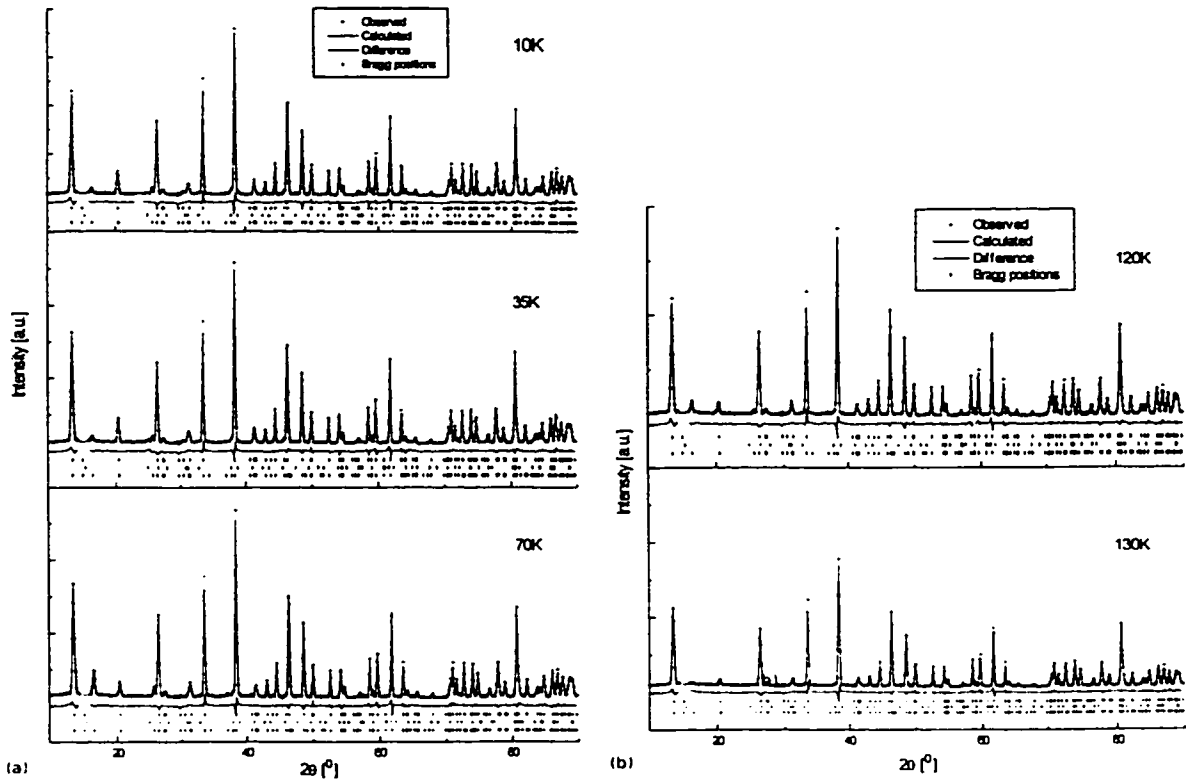 Observed
Calculated
Difference
Bragg positions
10K
35K
70K
Intensity [a.u.]
20
40
60
80
2θ [°]
(a)
Observed
Calculated
Difference
Bragg positions
120K
130K
Intensity [a.u.]
20
40
60
80
2θ [°]
(b)